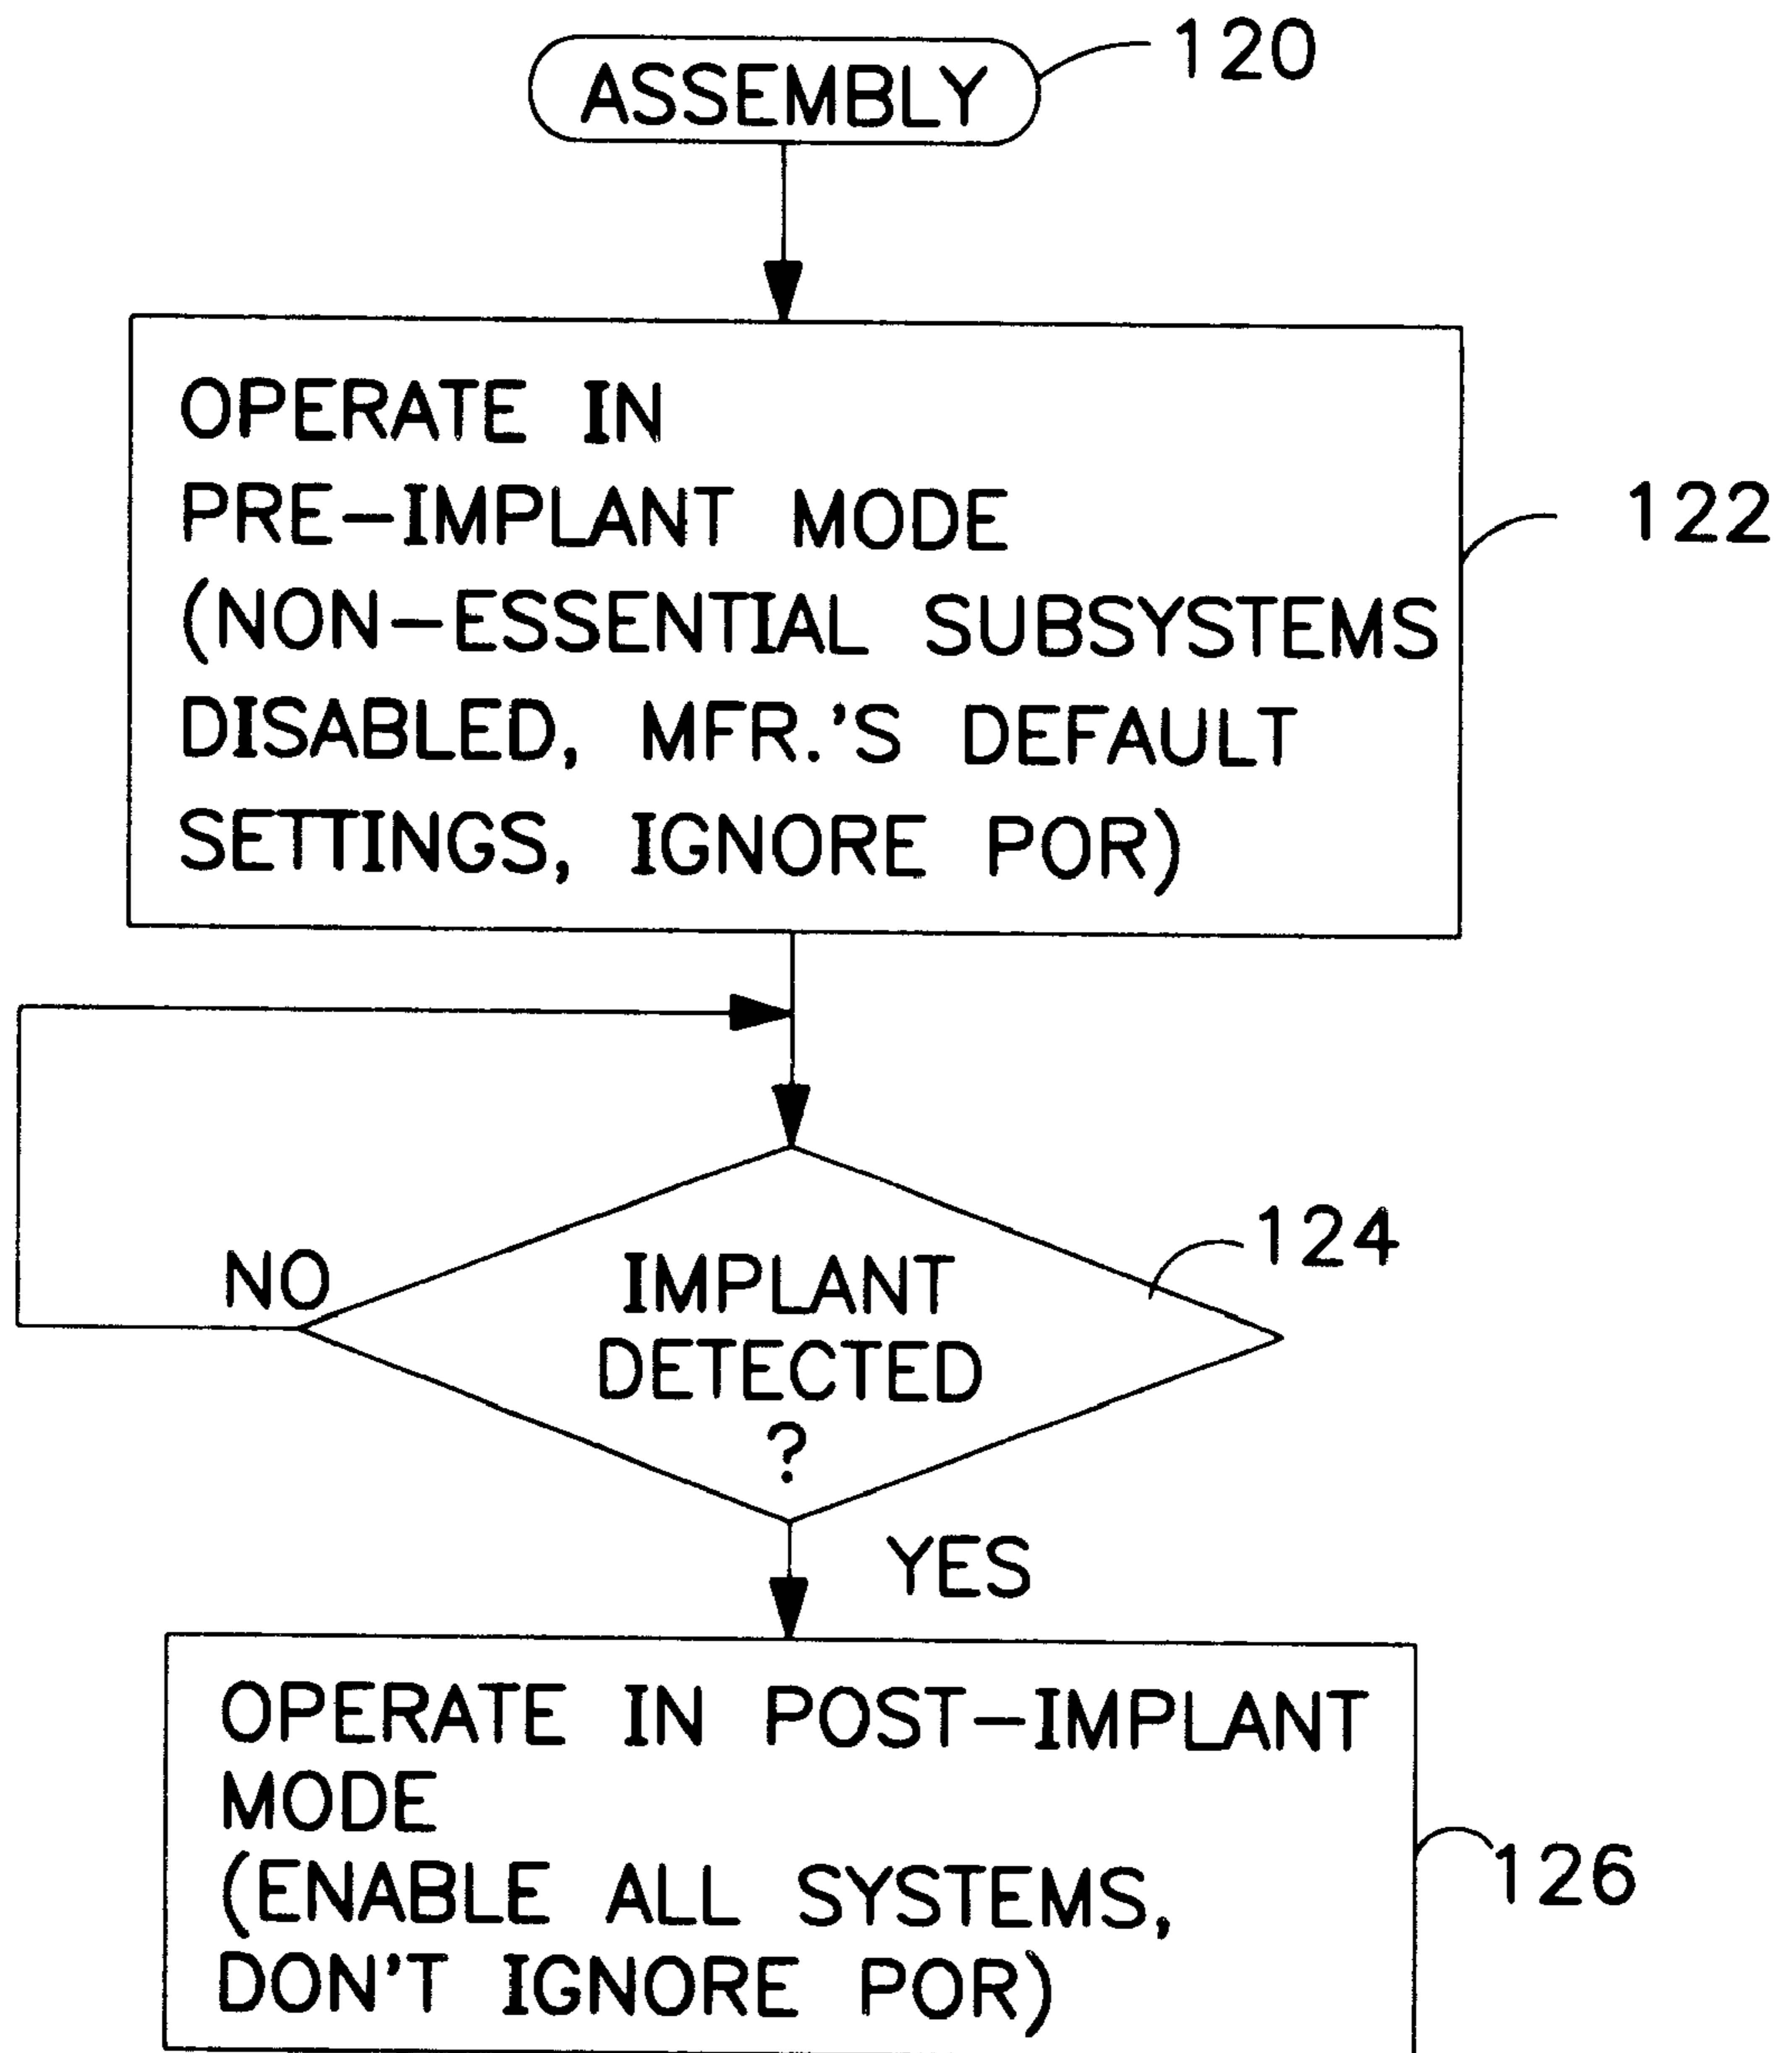 ASSEMBLY
120
OPERATE IN
PRE-IMPLANT MODE
(NON-ESSENTIAL SUBSYSTEMS
DISABLED, MFR.'S DEFAULT
SETTINGS, IGNORE POR)
122
IMPLANT
DETECTED
?
124
NO
YES
OPERATE IN POST-IMPLANT
MODE
(ENABLE ALL SYSTEMS,
DON'T IGNORE POR)
126